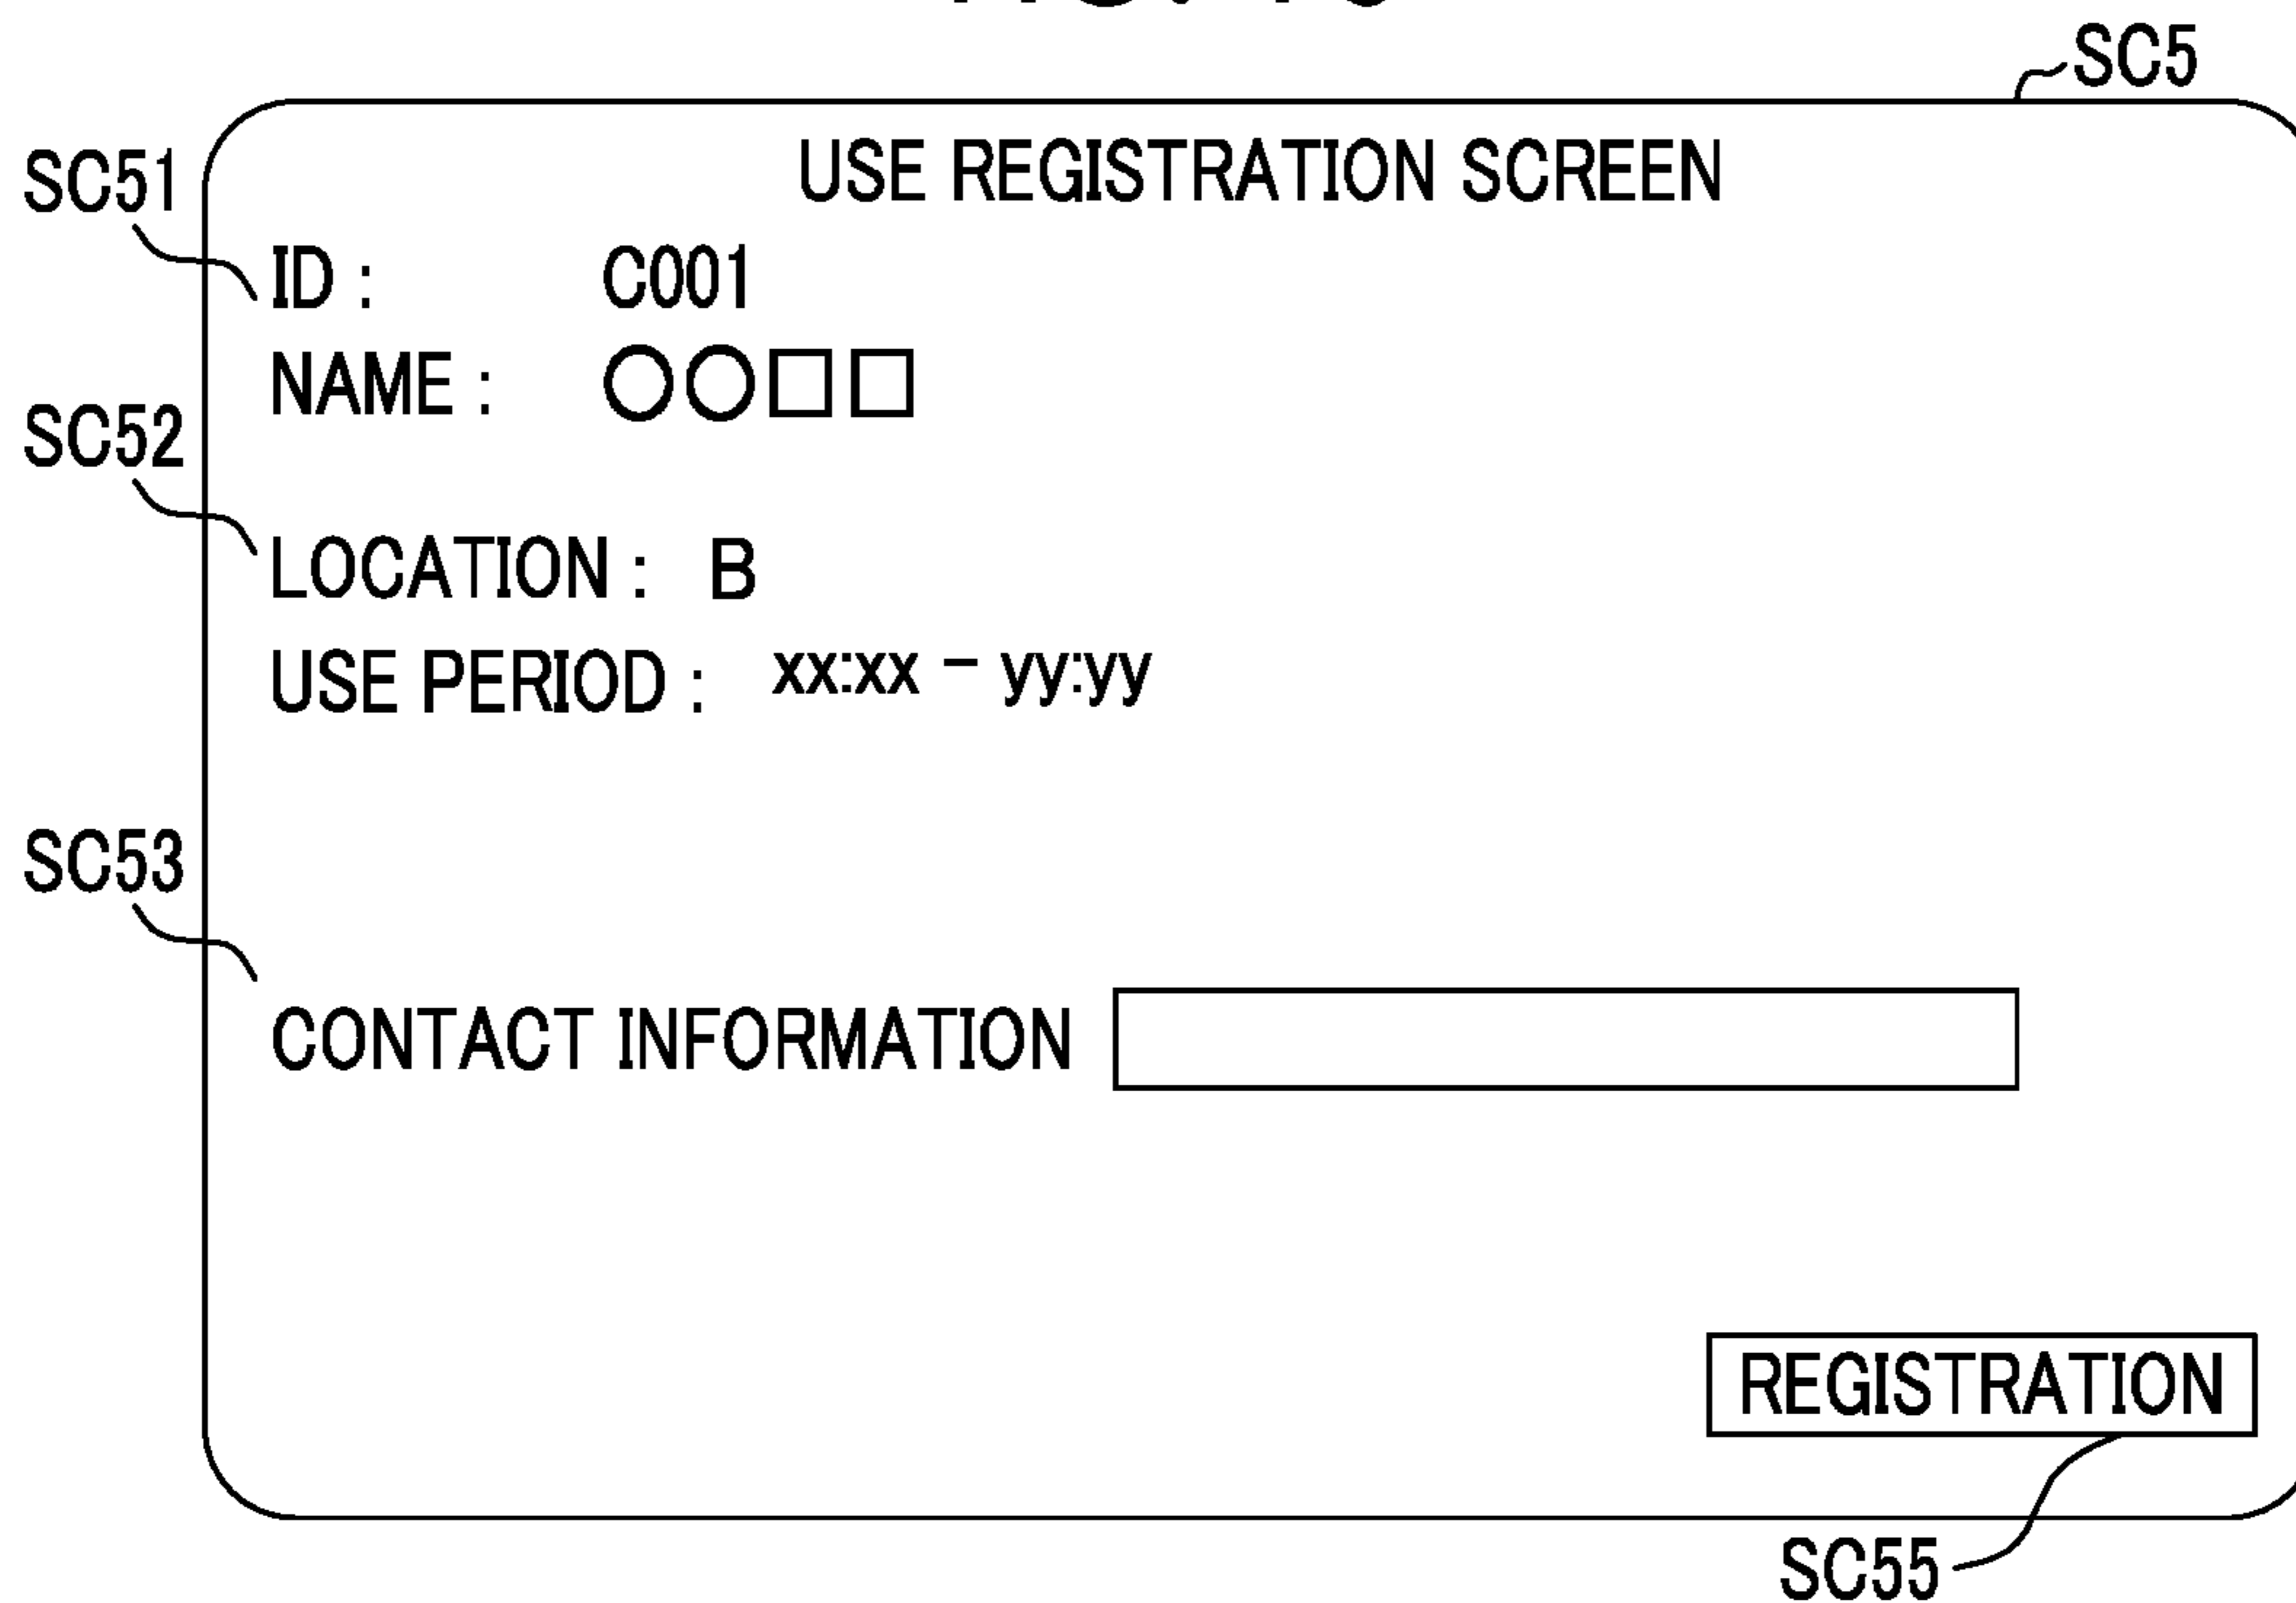 SC5
USE REGISTRATION SCREEN
SC51
ID : C001
NAME : ○○□□
SC52
LOCATION : B
USE PERIOD : xx:xx - yy:yy
SC53
CONTACT INFORMATION
REGISTRATION
SC55